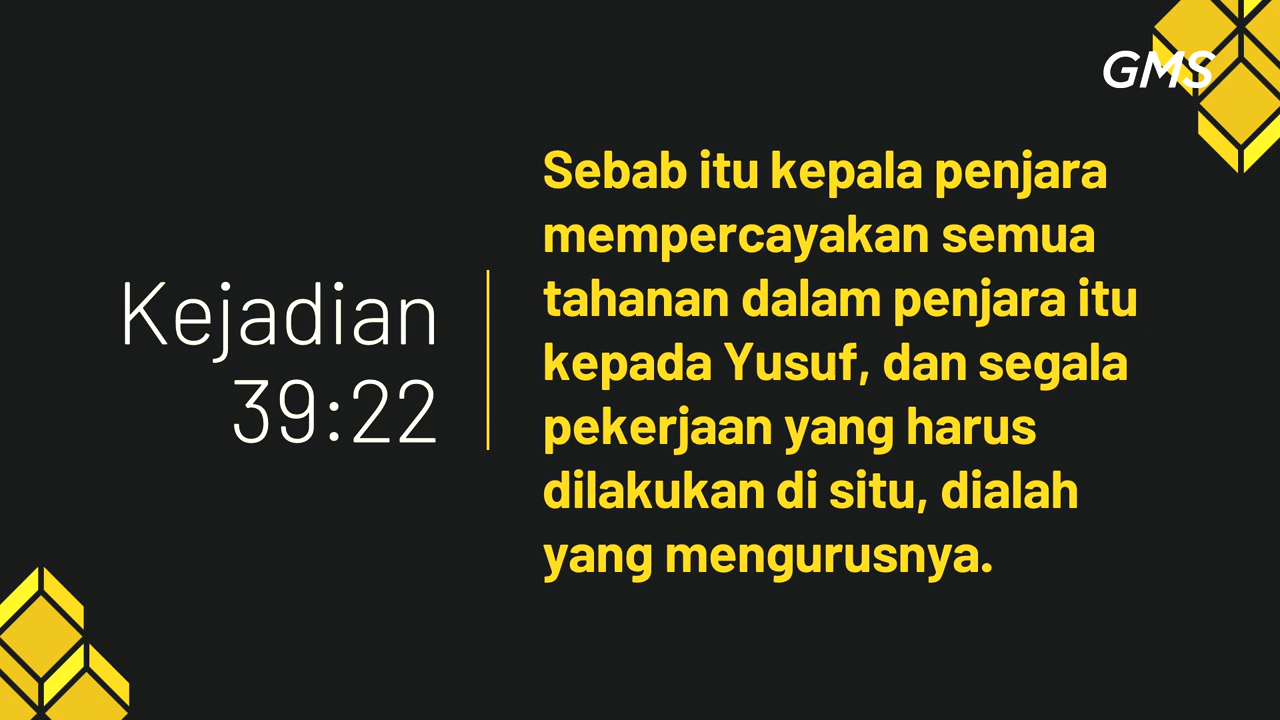 GMS
Kejadian
39:22
Sebab itu kepala penjara
mempercayakan semua
tahanan dalam penjara itu
kepada Yusuf, dan segala
pekerjaan yang harus
dilakukan di situ, dialah
yang mengurusnya.